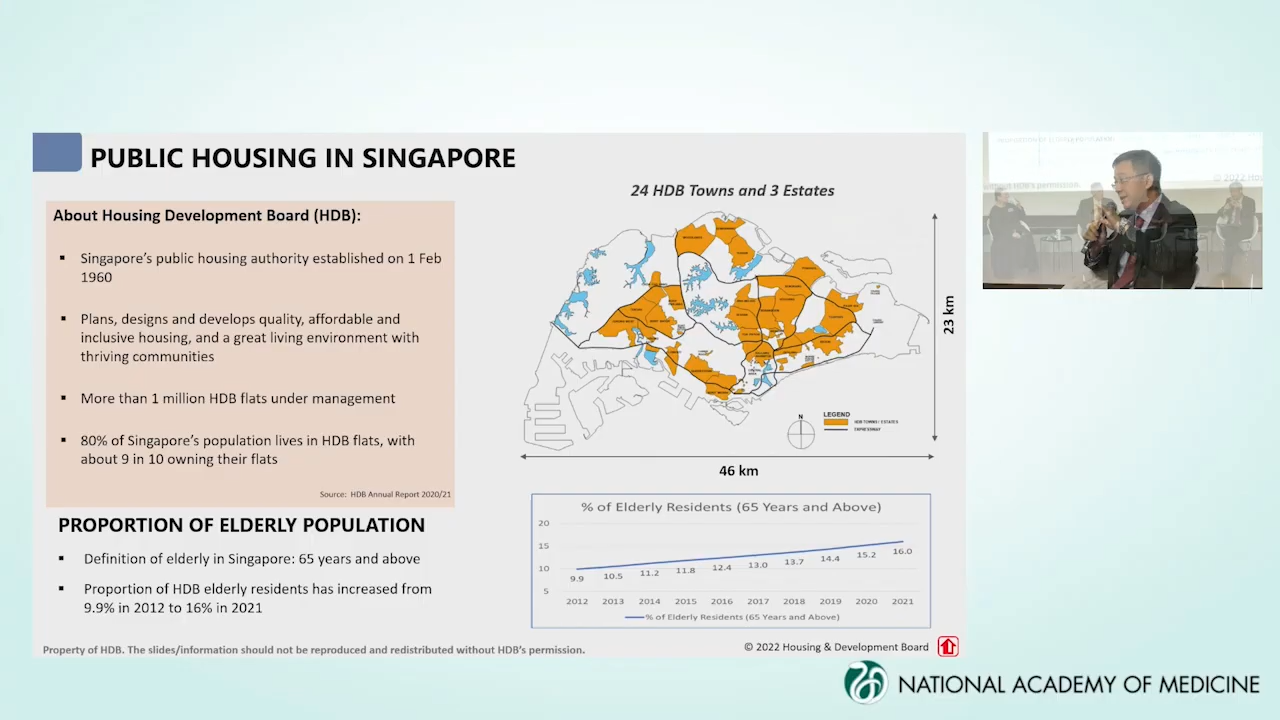 PUBLIC HOUSING IN SINGAPORE
About Housing Development Board (HDB):
▪ Singapore's public housing authority established on 1 Feb
1960
▪ Plans, designs and develops quality, affordable and
inclusive housing, and a great living environment with
thriving communities
▪ More than 1 million HDB flats under management
▪ 80% of Singapore's population lives in HDB flats, with
about 9 in 10 owning their flats
Source: HDB Annual Report 2020/21
PROPORTION OF ELDERLY POPULATION
▪ Definition of elderly in Singapore: 65 years and above
▪ Proportion of HDB elderly residents has increased from
9.9% in 2012 to 16% in 2021
24 HDB Towns and 3 Estates
23 km
N
LEGEND
HDB TOWNS / ESTATES
EXPRESSWAY
46 km
% of Elderly Residents (65 Years and Above)
20
15
10
5
9.9 10.5 11.2 11.8 12.4 13.0 13.7 14.4 15.2 16.0
2012 2013 2014 2015 2016 2017 2018 2019 2020 2021
% of Elderly Residents (65 Years and Above)
Property of HDB. The slides/information should not be reproduced and redistributed without HDB's permission.
© 2022 Housing & Development Board
without HDB's permission.
© 2022 Hous
NATIONAL ACADEMY OF MEDICINE